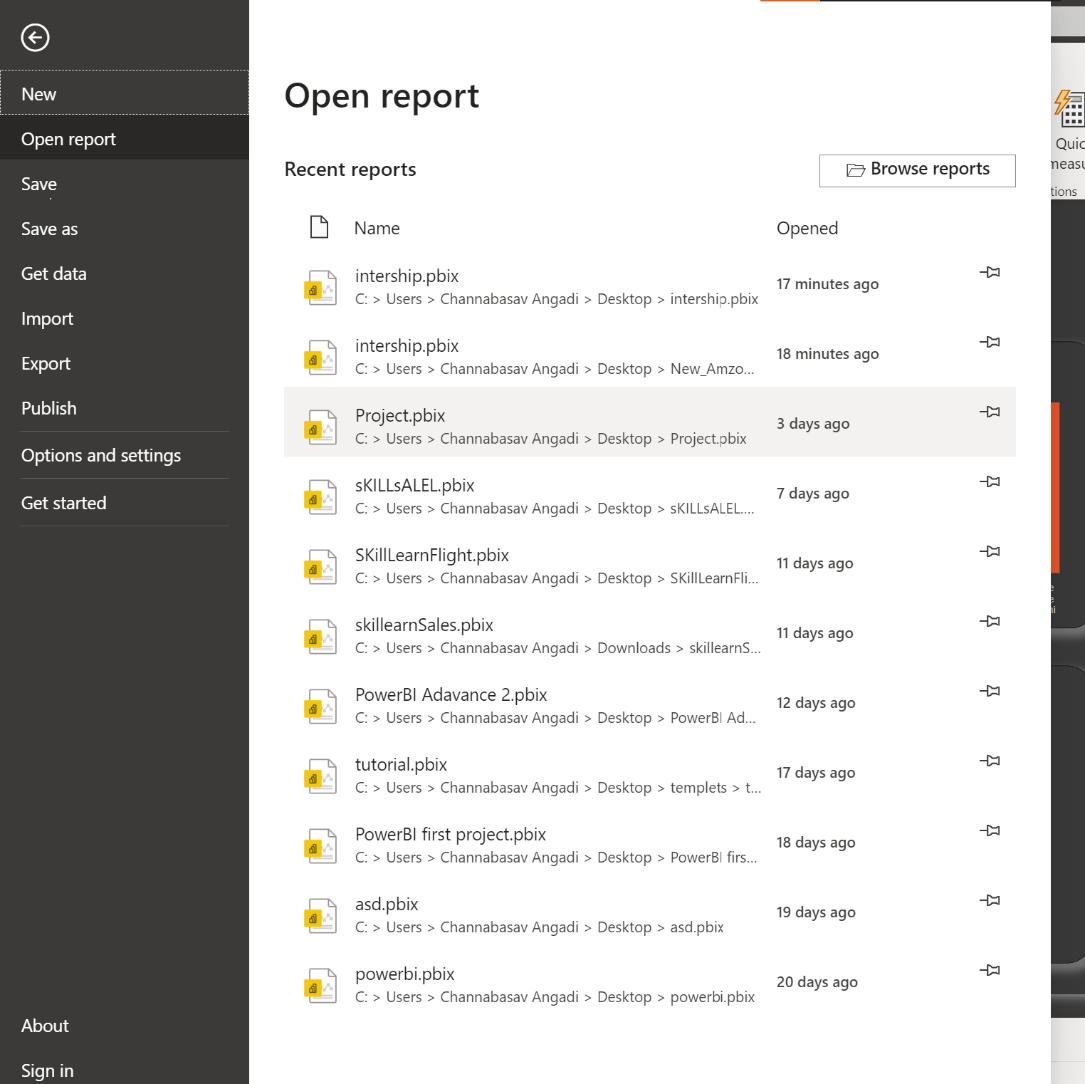 New
Open report
Save
Save as
Get data
Import
Export
Publish
Options and settings
Get started
About
Sign in
Open report
Recent reports
Browse reports
Name Opened
intership.pbix
C: > Users > Channabasav Angadi > Desktop > intership.pbix
17 minutes ago
intership.pbix
C: > Users > Channabasav Angadi > Desktop > New_Amzo...
18 minutes ago
Project.pbix
C: > Users > Channabasav Angadi > Desktop > Project.pbix
3 days ago
sKILLsALEL.pbix
C: > Users > Channabasav Angadi > Desktop > sKILLsALEL....
7 days ago
SKillLearnFlight.pbix
C: > Users > Channabasav Angadi > Desktop > SKillLearnFli...
11 days ago
skillearnSales.pbix
C: > Users > Channabasav Angadi > Downloads > skillearnS...
11 days ago
PowerBI Adavance 2.pbix
C: > Users > Channabasav Angadi > Desktop > PowerBI Ad...
12 days ago
tutorial.pbix
C: > Users > Channabasav Angadi > Desktop > templets > t...
17 days ago
PowerBI first project.pbix
C: > Users > Channabasav Angadi > Desktop > PowerBI firs...
18 days ago
asd.pbix
C: > Users > Channabasav Angadi > Desktop > asd.pbix
19 days ago
powerbi.pbix
C: > Users > Channabasav Angadi > Desktop > powerbi.pbix
20 days ago
Quic
measu
tions